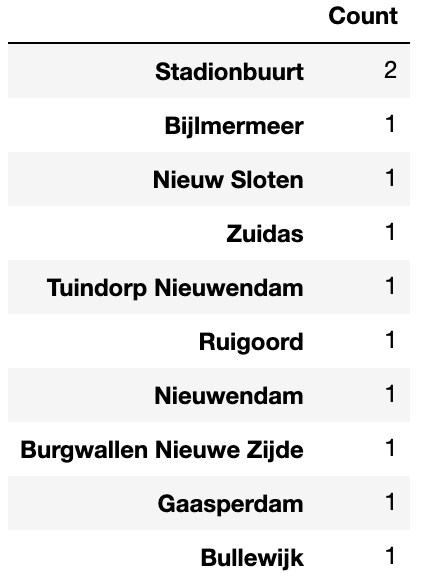 Count
Stadionbuurt 2
Bijlmermeer 1
Nieuw Sloten 1
Zuidas 1
Tuindorp Nieuwendam 1
Ruigoord 1
Nieuwendam 1
Burgwallen Nieuwe Zijde 1
Gaasperdam 1
Bullewijk 1